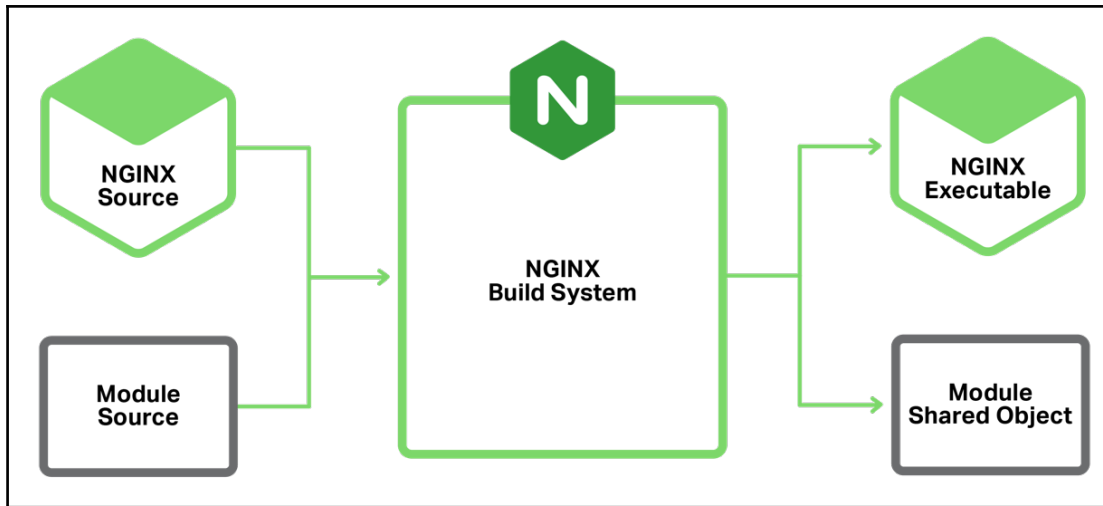 NGINX
Source
Module
Source
N
NGINX
Build System
NGINX
Executable
Module
Shared Object